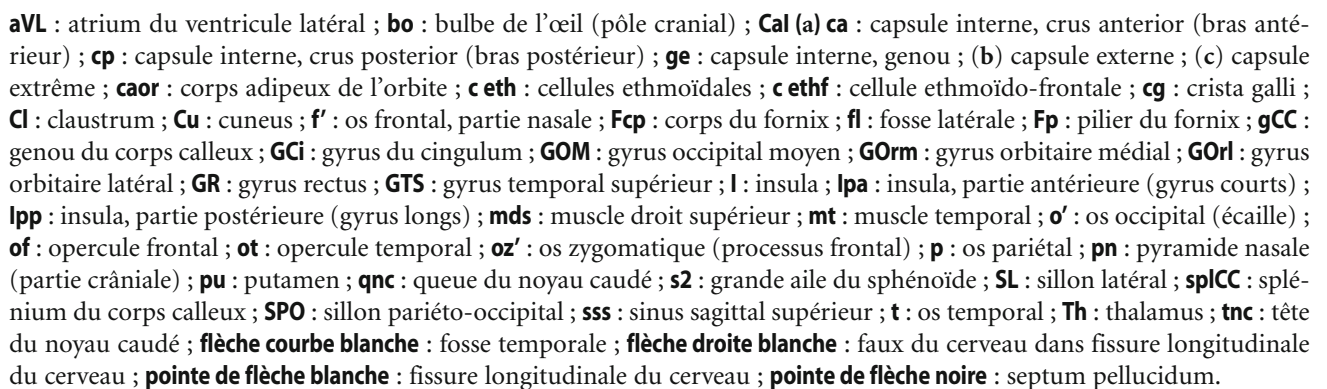 aVL : atrium du ventricule latéral ; bo : bulbe de l’œil (pôle cranial) ; CaI (a) ca : capsule interne, crus anterior (bras anté-
rieur) ; cp : capsule interne, crus posterior (bras postérieur) ; ge : capsule interne, genou ; (b) capsule externe ; (c) capsule
extrême ; caor : corps adipeux de l’orbite ; c eth : cellules ethmoïdales ; c ethf : cellule ethmoïdo-frontale ; cg : crista galli ;
Cl : claustrum ; Cu : cuneus ; f’ : os frontal, partie nasale ; Fcp : corps du fornix ; fl : fosse latérale ; Fp : pilier du fornix ; gCC :
genou du corps calleux ; GCi : gyrus du cingulum ; GOM : gyrus occipital moyen ; GOrm : gyrus orbitaire médial ; GOrl : gyrus
orbitaire latéral ; GR : gyrus rectus ; GTS : gyrus temporal supérieur ; I : insula ; Ipa : insula, partie antérieure (gyrus courts) ;
Ipp : insula, partie postérieure (gyrus longs) ; mds : muscle droit supérieur ; mt : muscle temporal ; o’ : os occipital (écaille) ;
of : opercule frontal ; ot : opercule temporal ; oz’ : os zygomatique (processus frontal) ; p : os pariétal ; pn : pyramide nasale
(partie crâniale) ; pu : putamen ; qnc : queue du noyau caudé ; s2 : grande aile du sphénoïde ; SL : sillon latéral ; splCC : splé-
nium du corps calleux ; SPO : sillon pariéto-occipital ; sss : sinus sagittal supérieur ; t : os temporal ; Th : thalamus ; tnc : tête
du noyau caudé ; flèche courbe blanche : fosse temporale ; flèche droite blanche : faux du cerveau dans fissure longitudinale
du cerveau ; pointe de flèche blanche : fissure longitudinale du cerveau ; pointe de flèche noire : septum pellucidum.